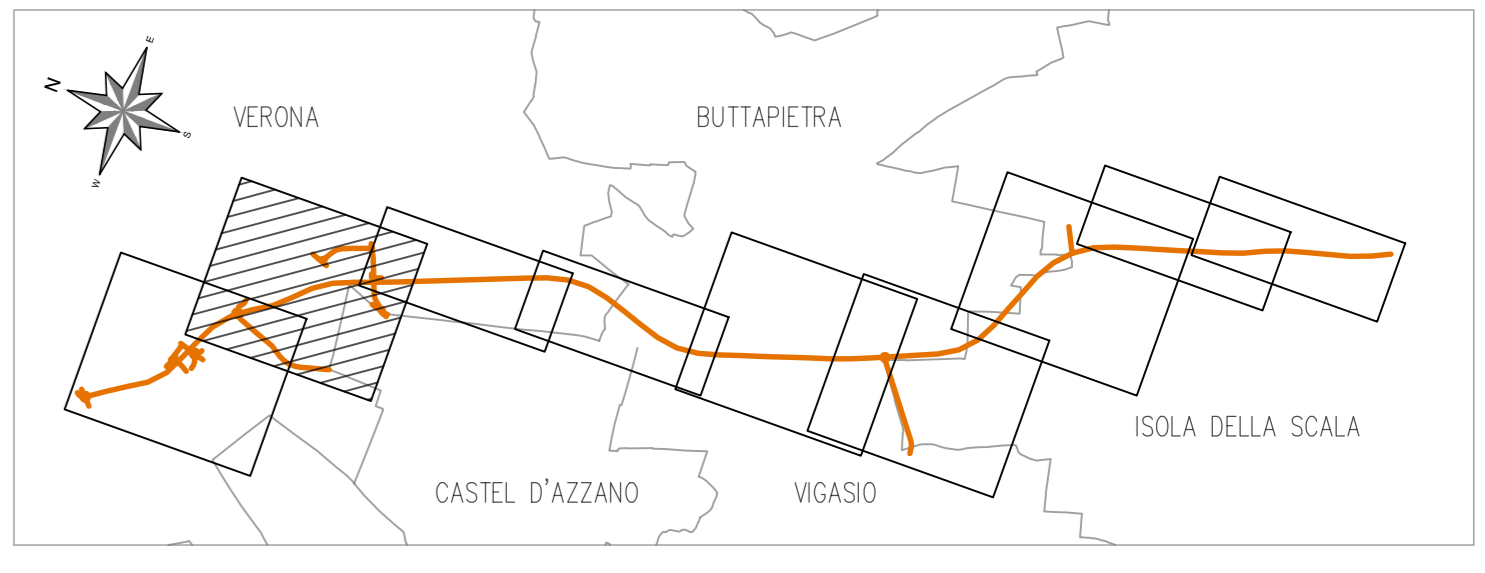 E
N
S
W
VERONA
BUTTAPIETRA
ISOLA DELLA SCALA
CASTEL D'AZZANO
VIGASIO